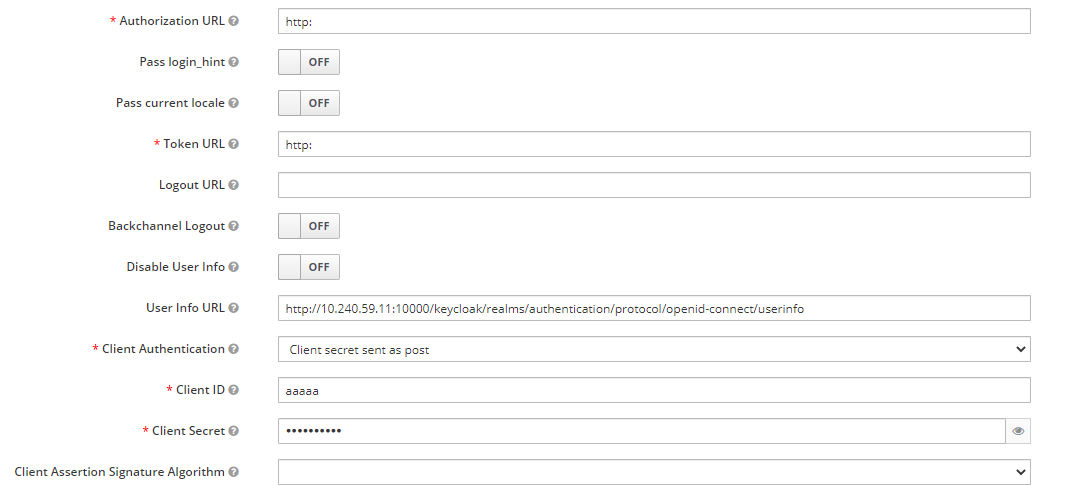 * Authorization URL http:
Pass login_hint OFF
Pass current locale OFF
* Token URL http:
Logout URL
Backchannel Logout OFF
Disable User Info OFF
User Info URL http://10.240.59.11:10000/keycloak/realms/authentication/protocol/openid-connect/userinfo
* Client Authentication Client secret sent as post
* Client ID aaaaa
* Client Secret ••••••••••
Client Assertion Signature Algorithm